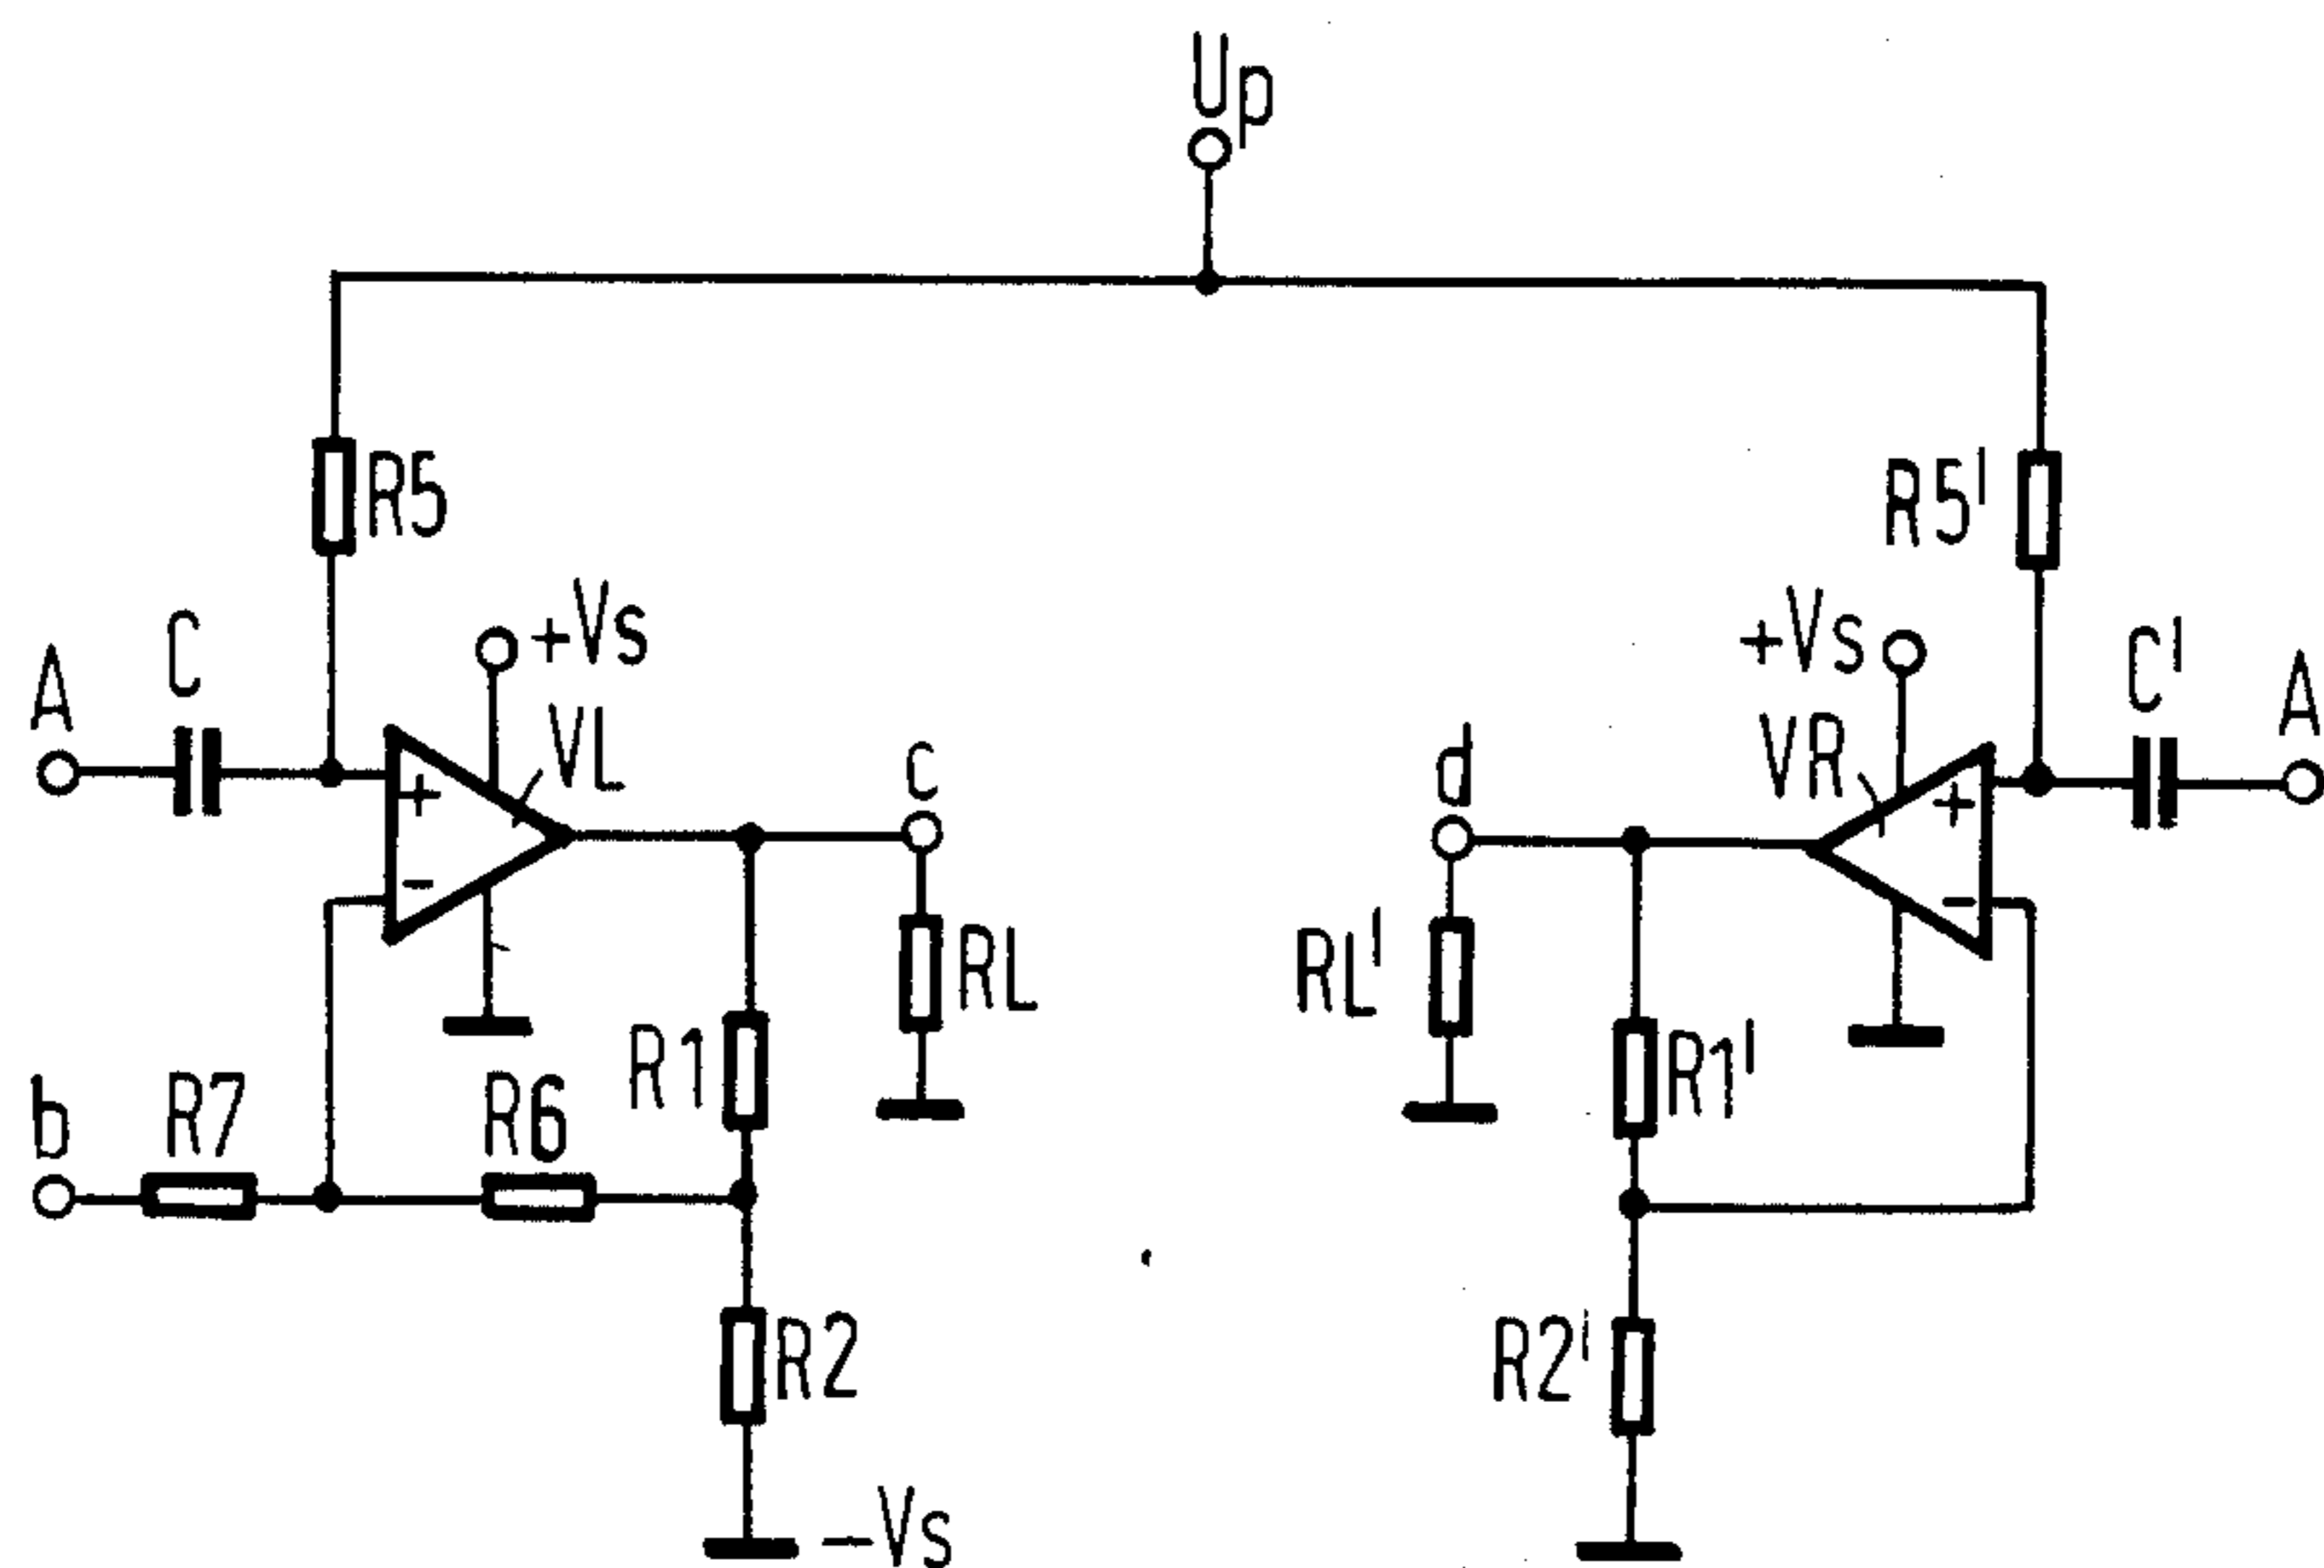 Up
R5
R5'
C
+Vs
+Vs
C'
A
VL
c
d
VR
A
+
+
-
-
RL
RL'
b
R7
R6
R1
R1'
R2
R2'
-Vs